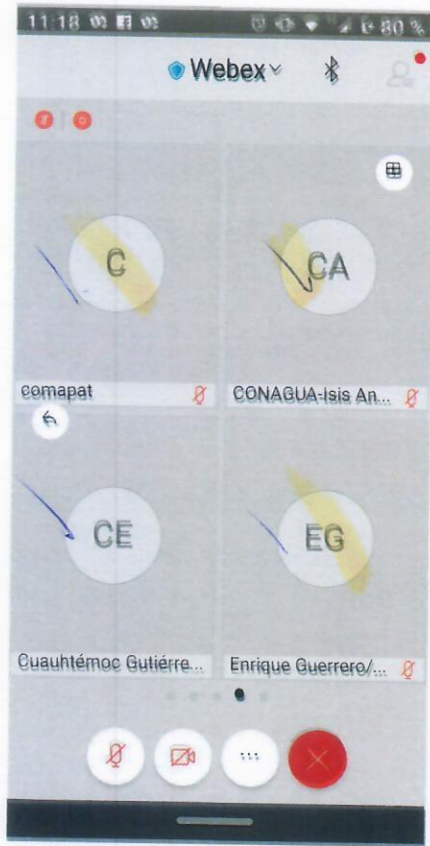 11:18 80 %
Webex
C
CA
comapat
CONAGUA-Isis An...
CE
EG
Cuauhtémoc Gutiérre...
Enrique Guerrero/...